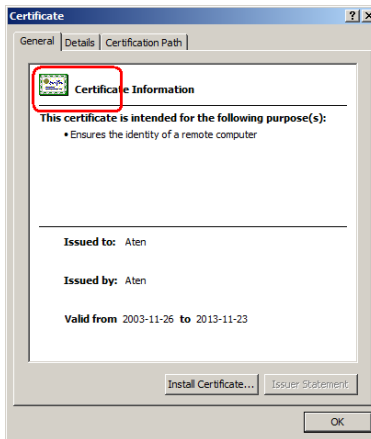 Certificate
General Details Certification Path
Certificate Information
This certificate is intended for the following purpose(s):
• Ensures the identity of a remote computer
Issued to: Aten
Issued by: Aten
Valid from 2003-11-26 to 2013-11-23
Install Certificate... Issuer Statement
OK